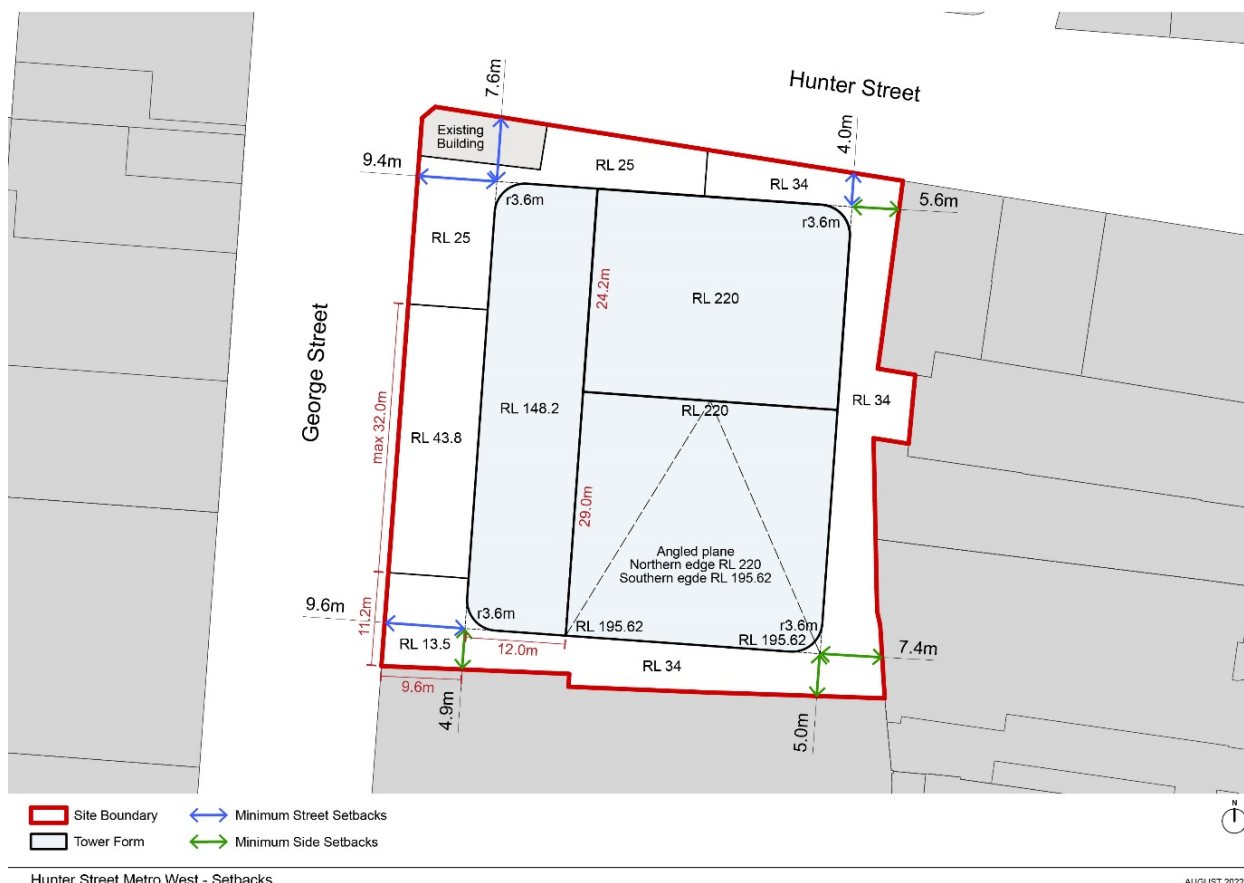 Hunter Street
7.6m
4.0m
Existing
Building
9.4m
RL 25
RL 34
5.6m
r3.6m
r3.6m
RL 25
24.2m
RL 220
George Street
max 32.0m
RL 148.2
RL 220
RL 34
RL 43.8
29.0m
Angled plane
Northern edge RL 220
Southern egde RL 195.62
9.6m
11.2m
r3.6m
r3.6m
RL 195.62
RL 195.62
7.4m
RL 13.5
12.0m
RL 34
9.6m
4.9m
5.0m
N
Site Boundary
Minimum Street Setbacks
Tower Form
Minimum Side Setbacks
Hunter Street Metro West - Setbacks
AUGUST 2022